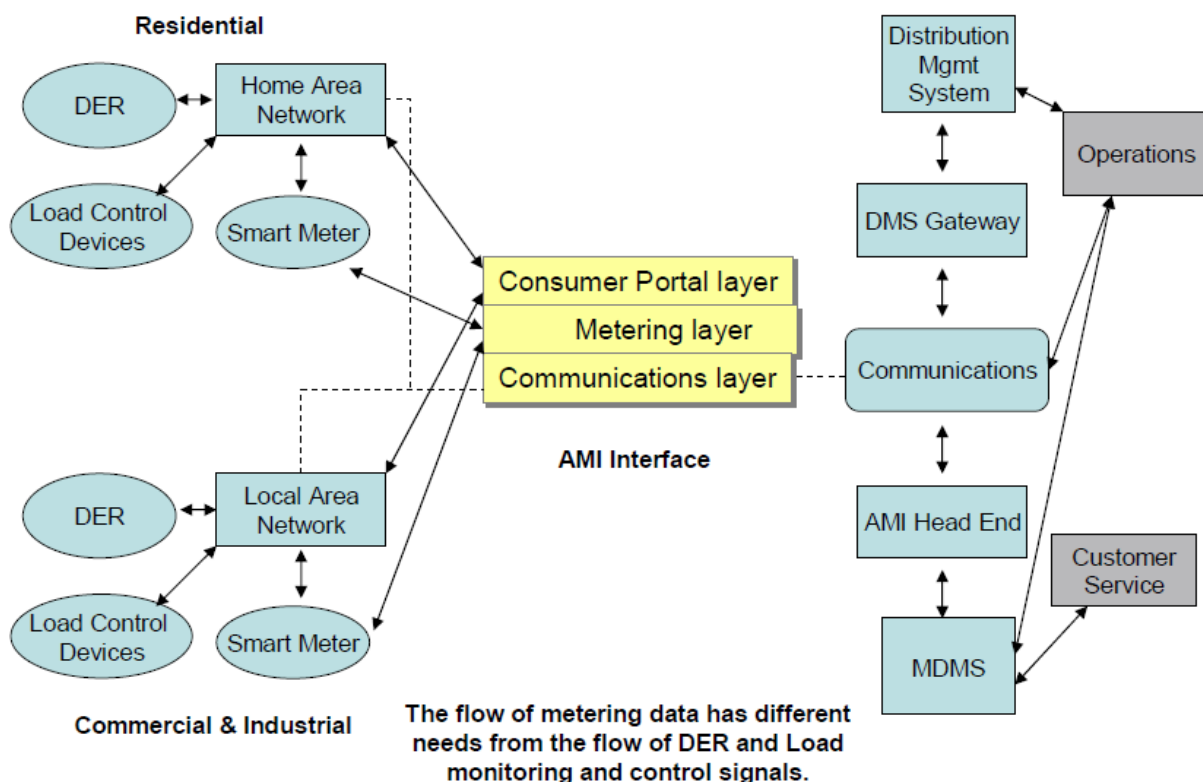 Residential
DER
Home Area
Network
Load Control
Devices
Smart Meter
Distribution
Mgmt
System
Operations
DMS Gateway
Consumer Portal layer
Metering layer
Communications layer
Communications
AMI Interface
DER
Local Area
Network
Load Control
Devices
Smart Meter
AMI Head End
Customer
Service
MDMS
Commercial & Industrial
The flow of metering data has different
needs from the flow of DER and Load
monitoring and control signals.